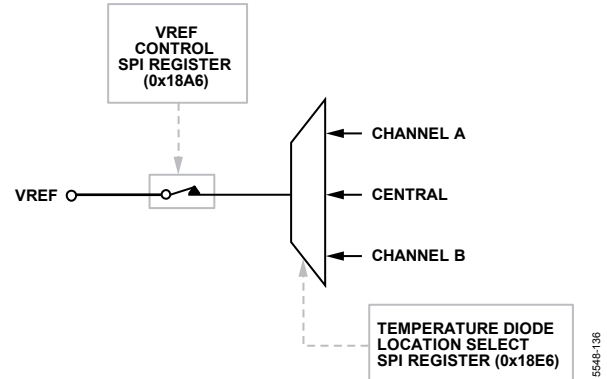 VREF
CONTROL
SPI REGISTER
(0x18A6)
CHANNEL A
VREF
CENTRAL
CHANNEL B
TEMPERATURE DIODE
LOCATION SELECT
SPI REGISTER (0x18E6)
5548-136